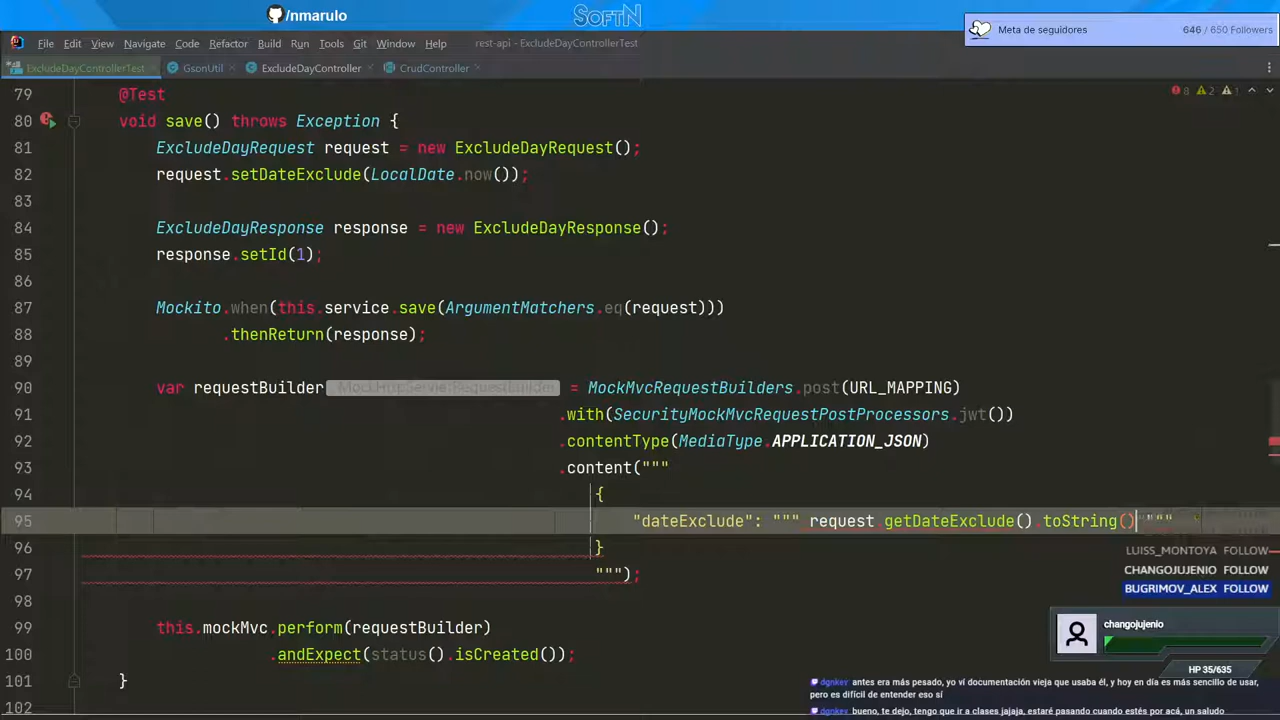 /nmarulo
SOFTN
Meta de seguidores 646 / 650 Followers
File Edit View Navigate Code Refactor Build Run Tools Git Window Help rest-api - ExcludeDayControllerTest
ExcludeDayControllerTest GsonUtil ExcludeDayController CrudController
8 2 1
79 @Test
80 void save() throws Exception {
81 ExcludeDayRequest request = new ExcludeDayRequest();
82 request.setDateExclude(LocalDate.now());
83
84 ExcludeDayResponse response = new ExcludeDayResponse();
85 response.setId(1);
86
87 Mockito.when(this.service.save(ArgumentMatchers.eq(request)))
88 .thenReturn(response);
89
90 var requestBuilder MockHttpServletRequestBuilder = MockMvcRequestBuilders.post(URL_MAPPING)
91 .with(SecurityMockMvcRequestPostProcessors.jwt())
92 .contentType(MediaType.APPLICATION_JSON)
93 .content("""
94 {
95 "dateExclude": """ request.getDateExclude().toString()"""
96 }
97 """);
98
99 this.mockMvc.perform(requestBuilder)
100 .andExpect(status().isCreated());
101 }
102
LUISS_MONTOYA FOLLOW
CHANGOJUJENIO FOLLOW
BUGRIMOV_ALEX FOLLOW
changojujenio
HP 35/635
dgnkey antes era más pesado, yo ví documentación vieja que usaba él, y hoy en día es más sencillo de usar,
pero es difícil de entender eso sí
dgnkey bueno, te dejo, tengo que ir a clases jajaja, estaré pasando cuando estés por acá, un saludo